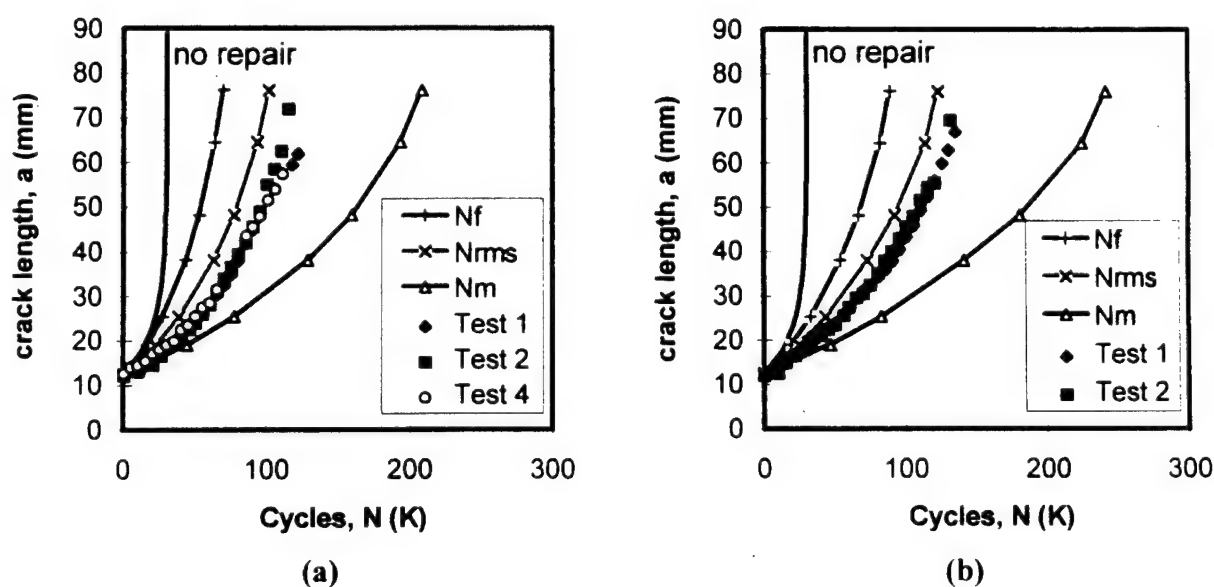 90
80
70
60
50
40
30
20
10
0
crack length, a (mm)
no repair
Nf
Nrms
Nm
Test 1
Test 2
Test 4
0 100 200 300
Cycles, N (K)
(a)
90
80
70
60
50
40
30
20
10
0
crack length, a (mm)
no repair
Nf
Nrms
Nm
Test 1
Test 2
0 100 200 300
Cycles, N (K)
(b)